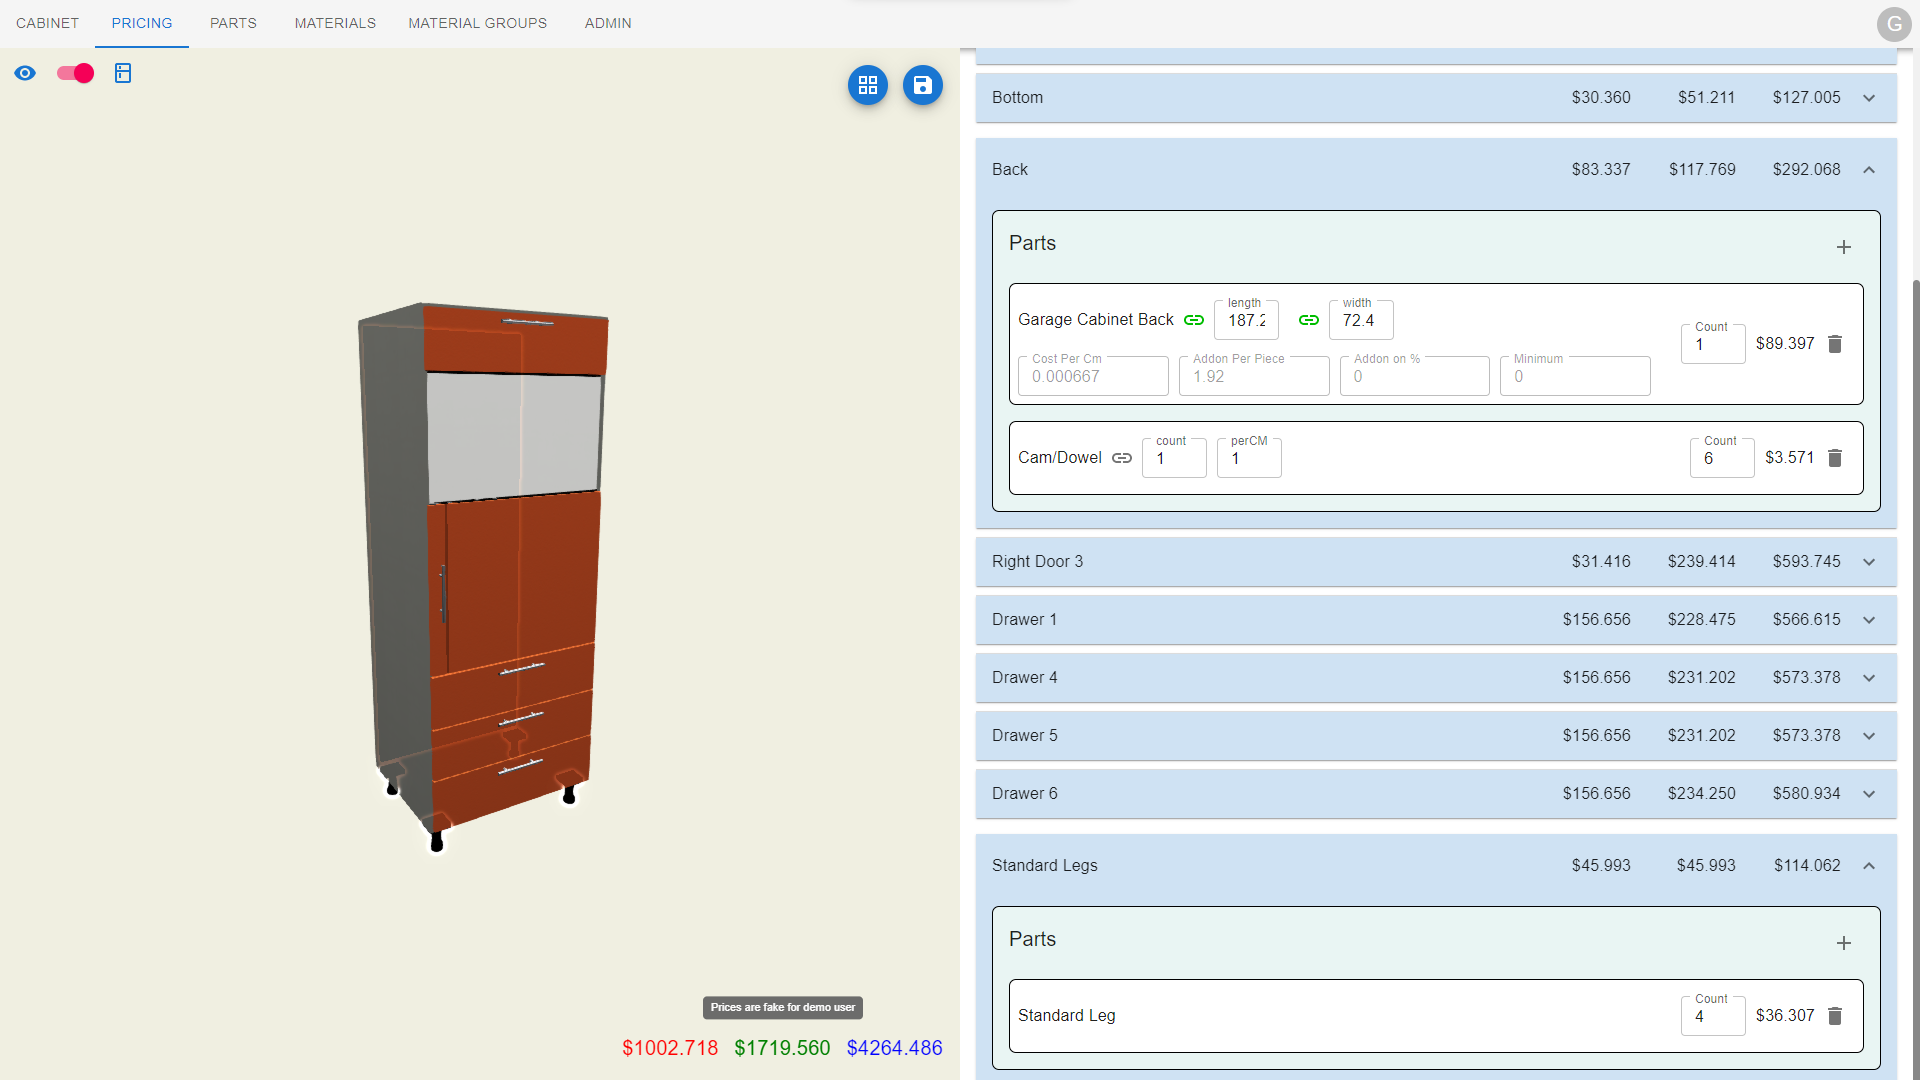 CABINET PRICING PARTS MATERIALS MATERIAL GROUPS ADMIN G
Bottom $30.360 $51.211 $127.005
Back $83.337 $117.769 $292.068
Parts
length width
Garage Cabinet Back 187.2 72.4
Count
1 $89.397
Cost Per Cm Addon Per Piece Addon on % Minimum
0.000667 1.92 0 0
count perCM Count
Cam/Dowel 1 1 6 $3.571
Right Door 3 $31.416 $239.414 $593.745
Drawer 1 $156.656 $228.475 $566.615
Drawer 4 $156.656 $231.202 $573.378
Drawer 5 $156.656 $231.202 $573.378
Drawer 6 $156.656 $234.250 $580.934
Standard Legs $45.993 $45.993 $114.062
Parts
Count
Standard Leg 4 $36.307
Prices are fake for demo user
$1002.718 $1719.560 $4264.486